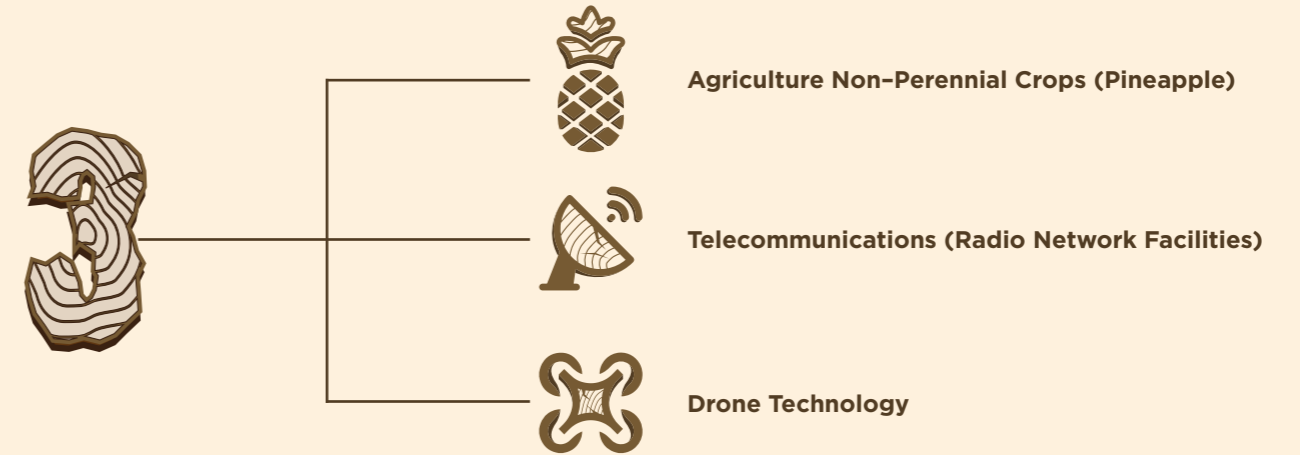 3
Agriculture Non–Perennial Crops (Pineapple)
Telecommunications (Radio Network Facilities)
Drone Technology